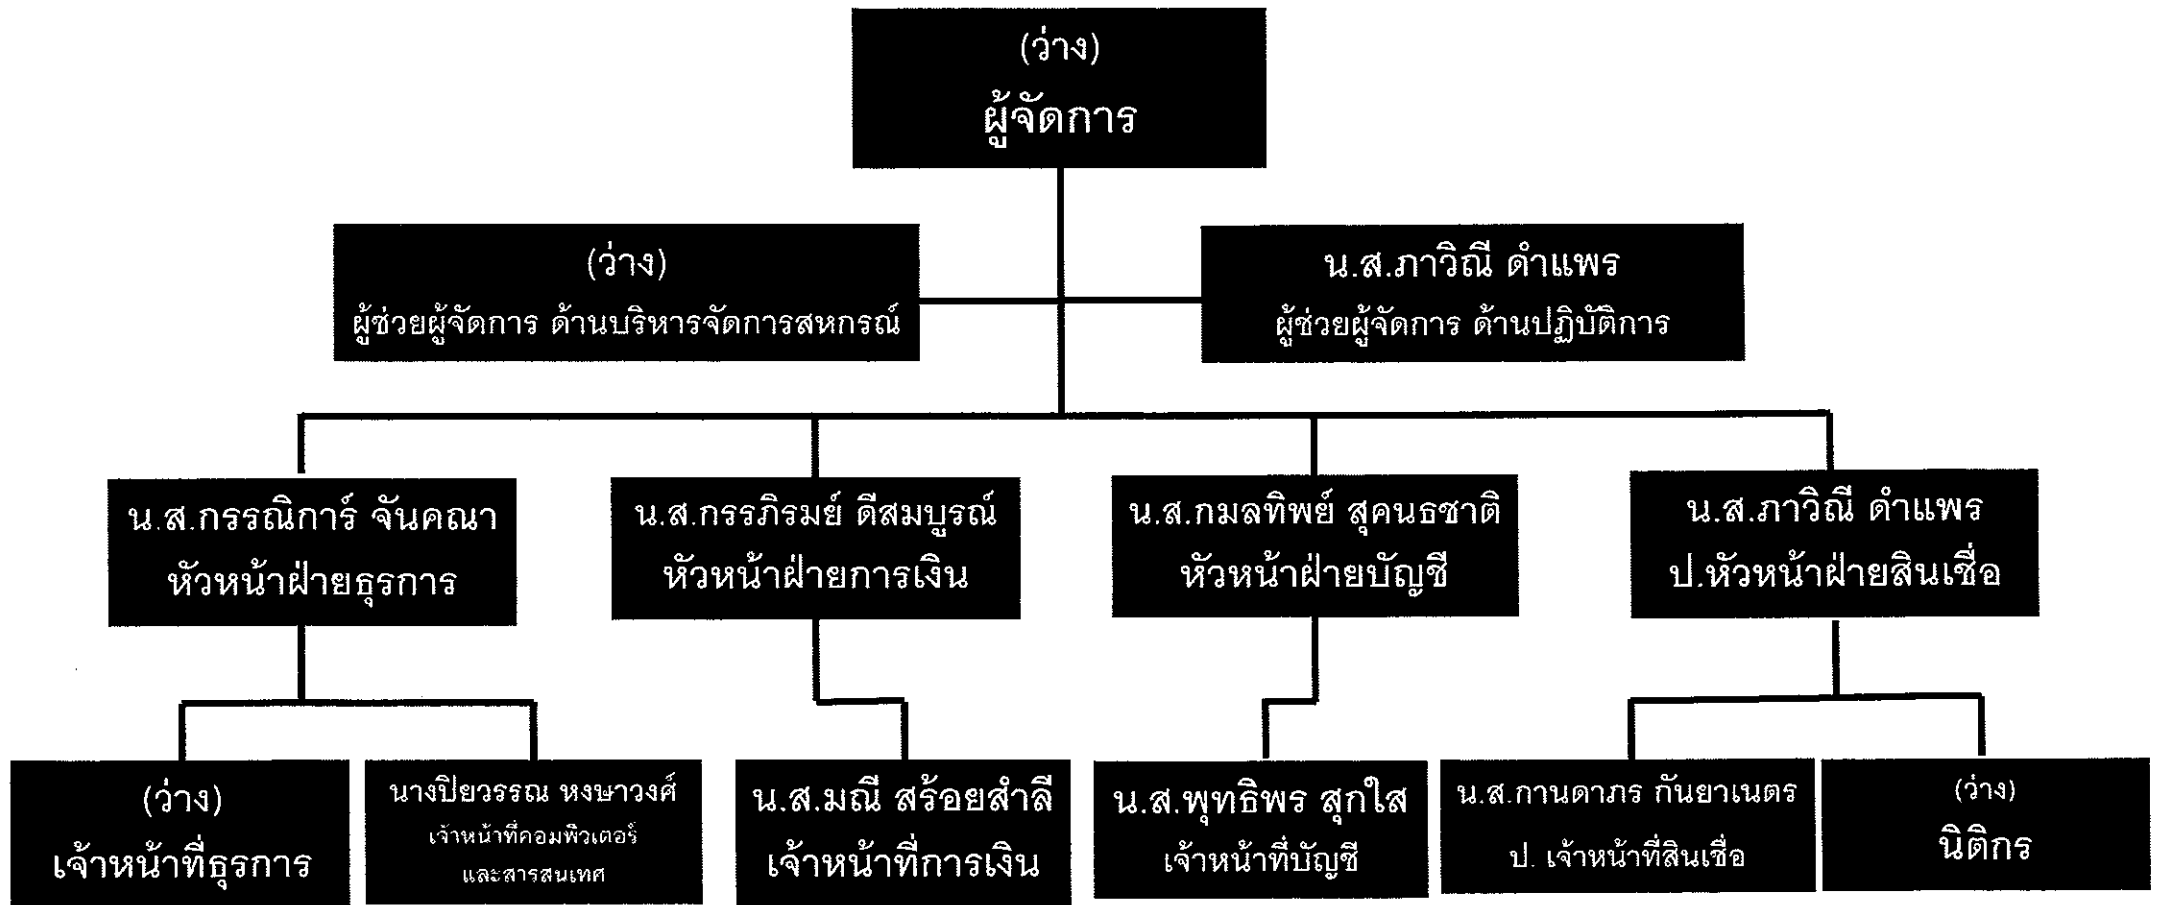 (ว่าง)
ผู้จัดการ
(ว่าง)
ผู้ช่วยผู้จัดการ ด้านบริหารจัดการสหกรณ์
น.ส.ภาวิณี ดำแพร
ผู้ช่วยผู้จัดการ ด้านปฏิบัติการ
น.ส.กรรณิการ์ จันคณา
หัวหน้าฝ่ายธุรการ
น.ส.กรรภิรมย์ ดีสมบูรณ์
หัวหน้าฝ่ายการเงิน
น.ส.กมลทิพย์ สุคนธชาติ
หัวหน้าฝ่ายบัญชี
น.ส.ภาวิณี ดำแพร
ป.หัวหน้าฝ่ายสินเชื่อ
(ว่าง)
เจ้าหน้าที่ธุรการ
นางปิยวรรณ หงษาวงศ์
เจ้าหน้าที่คอมพิวเตอร์
และสารสนเทศ
น.ส.มณี สร้อยสำลี
เจ้าหน้าที่การเงิน
น.ส.พุทธิพร สุกใส
เจ้าหน้าที่บัญชี
น.ส.กานดาภร กันยาเนตร
ป. เจ้าหน้าที่สินเชื่อ
(ว่าง)
นิติกร